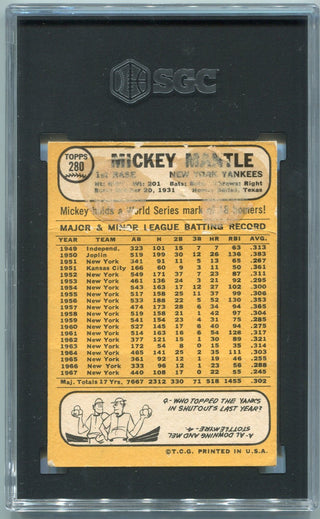 SGC
TOPPS
280
MICKEY MANTLE
1ST BASE NEW YORK YANKEES
WT: 201 Throws: Right
20, 1931 Texas
Mickey holds a World Series mark of 18 homers!
MAJOR & MINOR LEAGUE BATTING RECORD
YEAR TEAM AB H 2B 3B HR RBI AVG.
1949 Independ. 323 101 15 7 7 63 .313
1950 Joplin 519 199 30 12 26 136 .383
1951 New York 341 91 11 5 13 65 .267
1951 Kansas City 166 60 9 3 11 50 .361
1952 New York 549 171 37 7 23 87 .311
1953 New York 461 136 24 3 21 92 .295
1954 New York 543 163 17 12 27 102 .300
1955 New York 517 158 25 11 37 99 .306
1956 New York 533 188 22 5 52 130 .353
1957 New York 474 173 28 6 34 94 .365
1958 New York 519 158 21 1 42 97 .304
1959 New York 541 154 23 4 31 75 .285
1960 New York 527 145 17 6 40 94 .275
1961 New York 514 163 16 6 54 128 .317
1962 New York 377 121 15 1 30 89 .321
1963 New York 172 54 8 0 15 35 .314
1964 New York 465 141 25 2 35 111 .303
1965 New York 361 92 12 1 19 46 .255
1966 New York 333 96 12 1 23 56 .288
1967 New York 440 108 17 0 22 55 .245
Maj. Totals 17 Yrs. 7667 2312 330 71 518 1455 .302
Q- WHO TOPPED THE YANKS
IN SHUTOUTS LAST YEAR?
A- AL DOWNING AND MEL
STOTTLEMYRE- 4.
©T.C.G. PRINTED IN U.S.A.